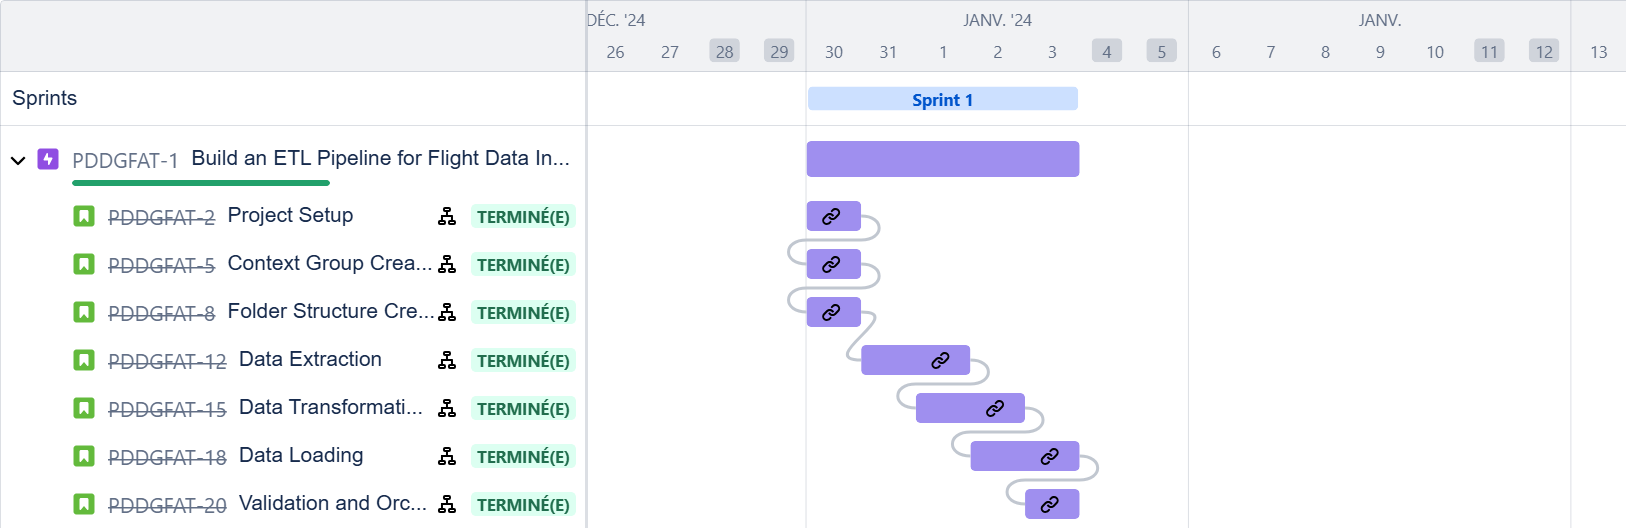 DÉC. '24 JANV. '24 JANV.
26 27 28 29 30 31 1 2 3 4 5 6 7 8 9 10 11 12 13
Sprints Sprint 1
PDDGFAT-1 Build an ETL Pipeline for Flight Data In...
PDDGFAT-2 Project Setup TERMINÉ(E)
PDDGFAT-5 Context Group Crea... TERMINÉ(E)
PDDGFAT-8 Folder Structure Cre... TERMINÉ(E)
PDDGFAT-12 Data Extraction TERMINÉ(E)
PDDGFAT-15 Data Transformati... TERMINÉ(E)
PDDGFAT-18 Data Loading TERMINÉ(E)
PDDGFAT-20 Validation and Orc... TERMINÉ(E)